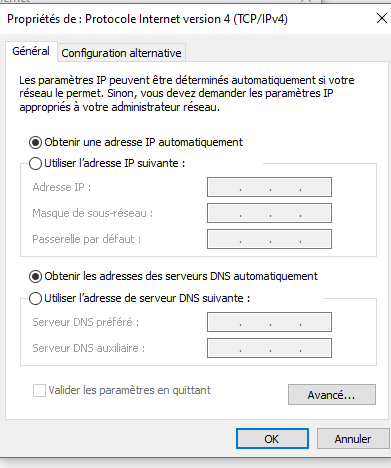 Propriétés de : Protocole Internet version 4 (TCP/IPv4)
Général
Configuration alternative
Les paramètres IP peuvent être déterminés automatiquement si votre
réseau le permet. Sinon, vous devez demander les paramètres IP
appropriés à votre administrateur réseau.
Obtenir une adresse IP automatiquement
Utiliser l'adresse IP suivante :
Adresse IP :
Masque de sous-réseau :
Passerelle par défaut :
Obtenir les adresses des serveurs DNS automatiquement
Utiliser l'adresse de serveur DNS suivante :
Serveur DNS préféré :
Serveur DNS auxiliaire :
Valider les paramètres en quittant
Avancé...
OK
Annuler